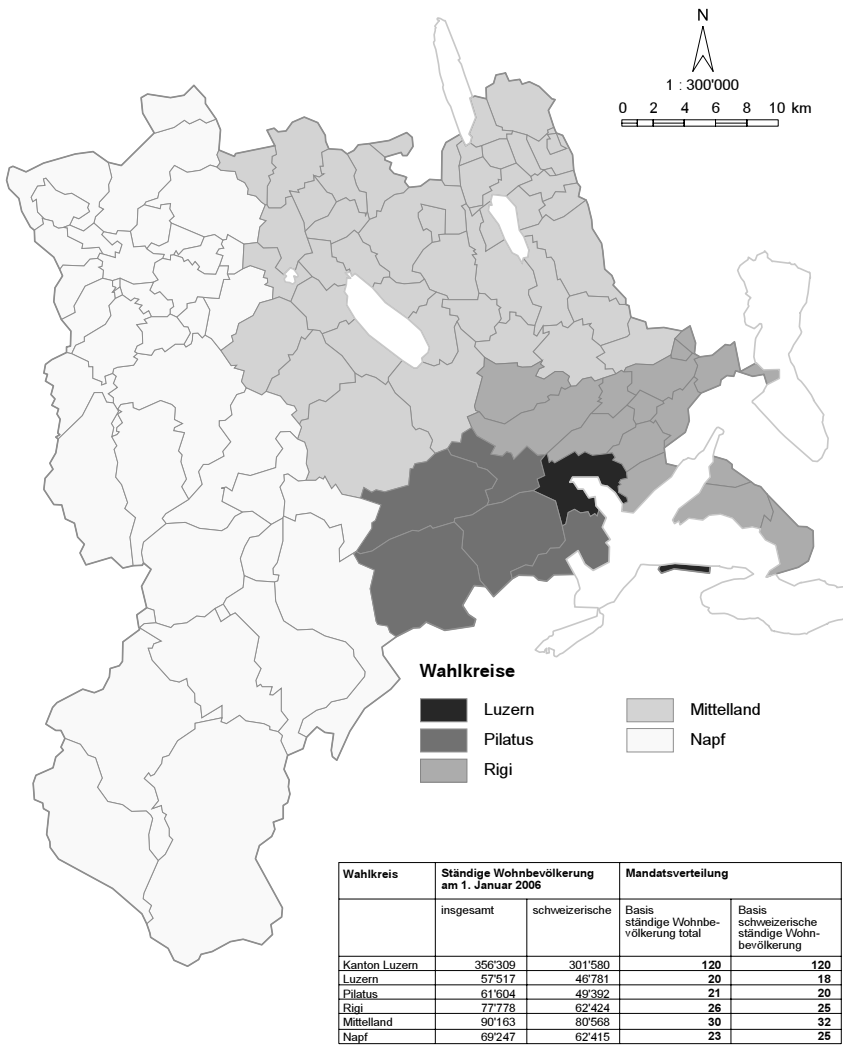 N
1 : 300'000
0 2 4 6 8 10 km
Wahlkreise
Luzern
Pilatus
Rigi
Mittelland
Napf
Wahlkreis Ständige Wohnbevölkerung am 1. Januar 2006 Mandatsverteilung
insgesamt schweizerische Basis ständige Wohnbe-völkerung total Basis schweizerische ständige Wohn-bevölkerung
Kanton Luzern 356'309 301'580 120 120
Luzern 57'517 46'781 20 18
Pilatus 61'604 49'392 21 20
Rigi 77'778 62'424 26 25
Mittelland 90'163 80'568 30 32
Napf 69'247 62'415 23 25